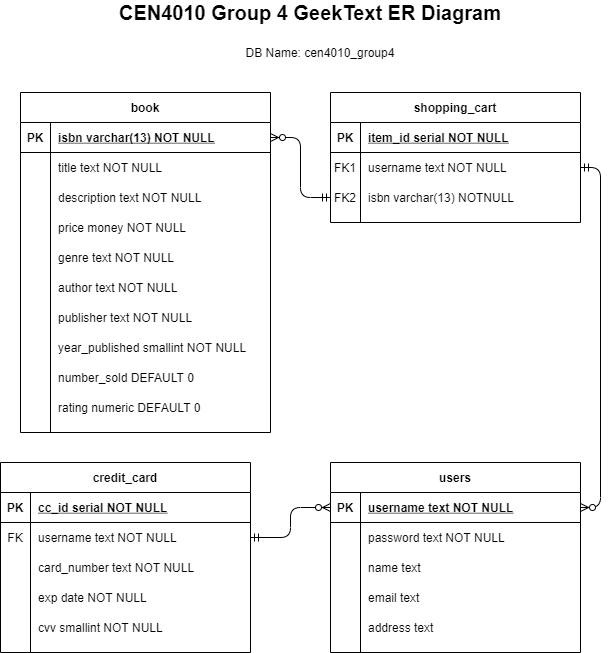 CEN4010 Group 4 GeekText ER Diagram
DB Name: cen4010_group4
book
PK isbn varchar(13) NOT NULL
title text NOT NULL
description text NOT NULL
price money NOT NULL
genre text NOT NULL
author text NOT NULL
publisher text NOT NULL
year_published smallint NOT NULL
number_sold DEFAULT 0
rating numeric DEFAULT 0
shopping_cart
PK item_id serial NOT NULL
FK1 username text NOT NULL
FK2 isbn varchar(13) NOTNULL
credit_card
PK cc_id serial NOT NULL
FK username text NOT NULL
card_number text NOT NULL
exp date NOT NULL
cvv smallint NOT NULL
users
PK username text NOT NULL
password text NOT NULL
name text
email text
address text